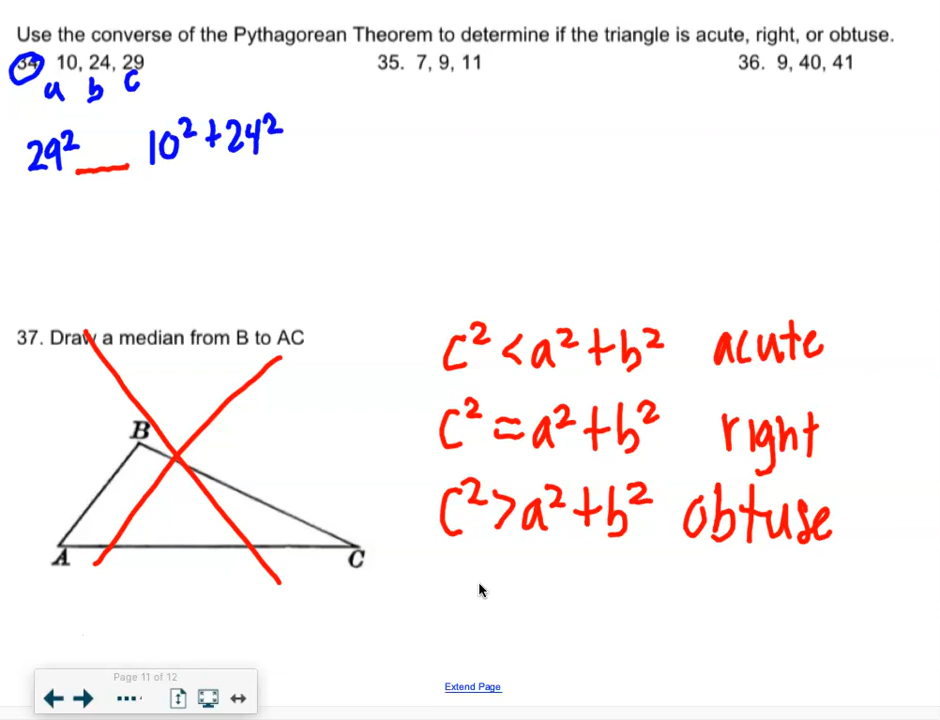 Use the converse of the Pythagorean Theorem to determine if the triangle is acute, right, or obtuse.
34. 10, 24, 29 35. 7, 9, 11 36. 9, 40, 41
a b c
29² __ 10² + 24²
37. Draw a median from B to AC
c² < a² + b² acute
B
c² = a² + b² right
c² > a² + b² obtuse
A C
Page 11 of 12
Extend Page